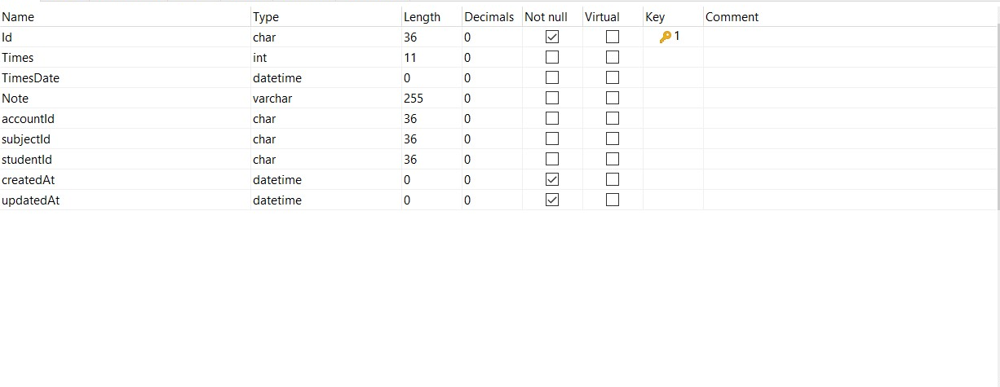 Name Type Length Decimals Not null Virtual Key Comment
Id char 36 0 1
Times int 11 0
TimesDate datetime 0 0
Note varchar 255 0
accountId char 36 0
subjectId char 36 0
studentId char 36 0
createdAt datetime 0 0
updatedAt datetime 0 0